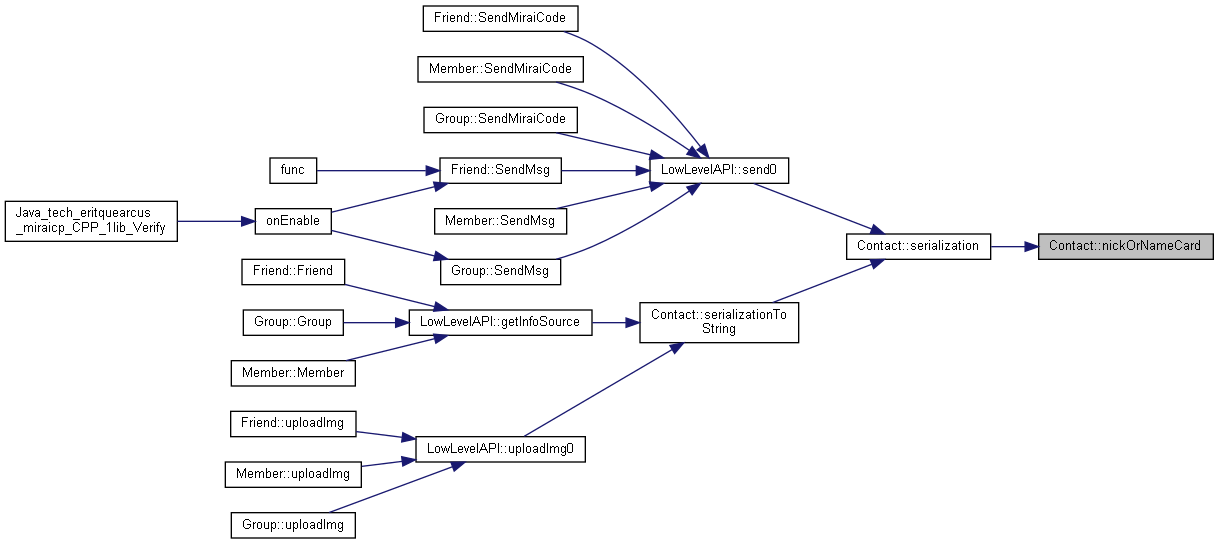 Friend::SendMiraiCode
Member::SendMiraiCode
Group::SendMiraiCode
LowLevelAPI::send0
func
Friend::SendMsg
Java_tech_eritquearcus
_miraicp_CPP_1lib_Verify
onEnable
Member::SendMsg
Contact::serialization
Contact::nickOrNameCard
Friend::Friend
Group::SendMsg
Group::Group
LowLevelAPI::getInfoSource
Contact::serializationTo
String
Member::Member
Friend::uploadImg
LowLevelAPI::uploadImg0
Member::uploadImg
Group::uploadImg